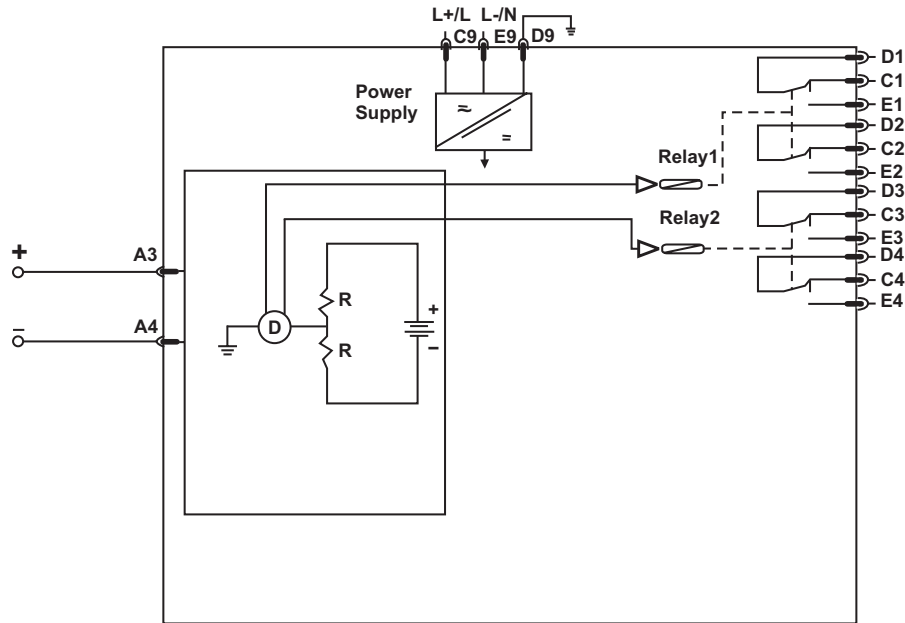 L+/L L-/N
C9 E9 D9
Power
Supply
≂
=
D1
C1
E1
D2
C2
E2
D3
C3
E3
D4
C4
E4
Relay1
Relay2
+
A3
–
A4
R
R
D
+
–